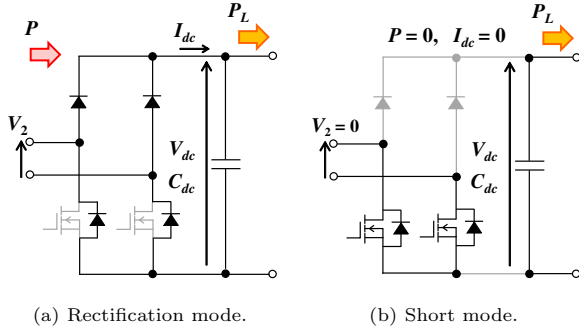 P
I_dc
P_L
V_2
V_dc
C_dc
(a) Rectification mode.
P = 0, I_dc = 0
P_L
V_2 = 0
V_dc
C_dc
(b) Short mode.